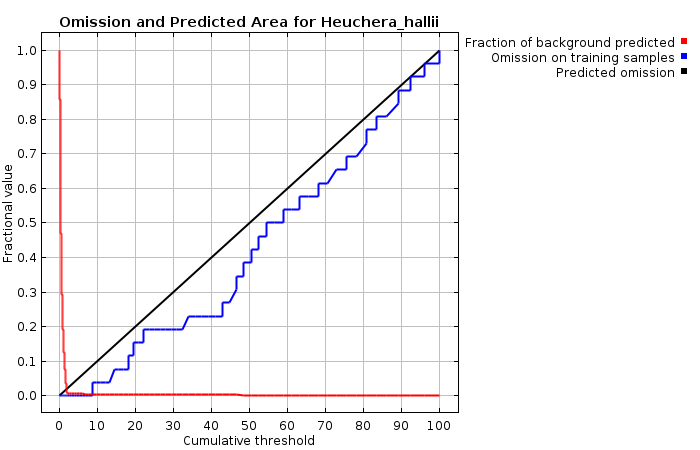 Omission and Predicted Area for Heuchera_hallii
Fraction of background predicted
Omission on training samples
Predicted omission
Fractional value
1.0
0.9
0.8
0.7
0.6
0.5
0.4
0.3
0.2
0.1
0.0
0 10 20 30 40 50 60 70 80 90 100
Cumulative threshold